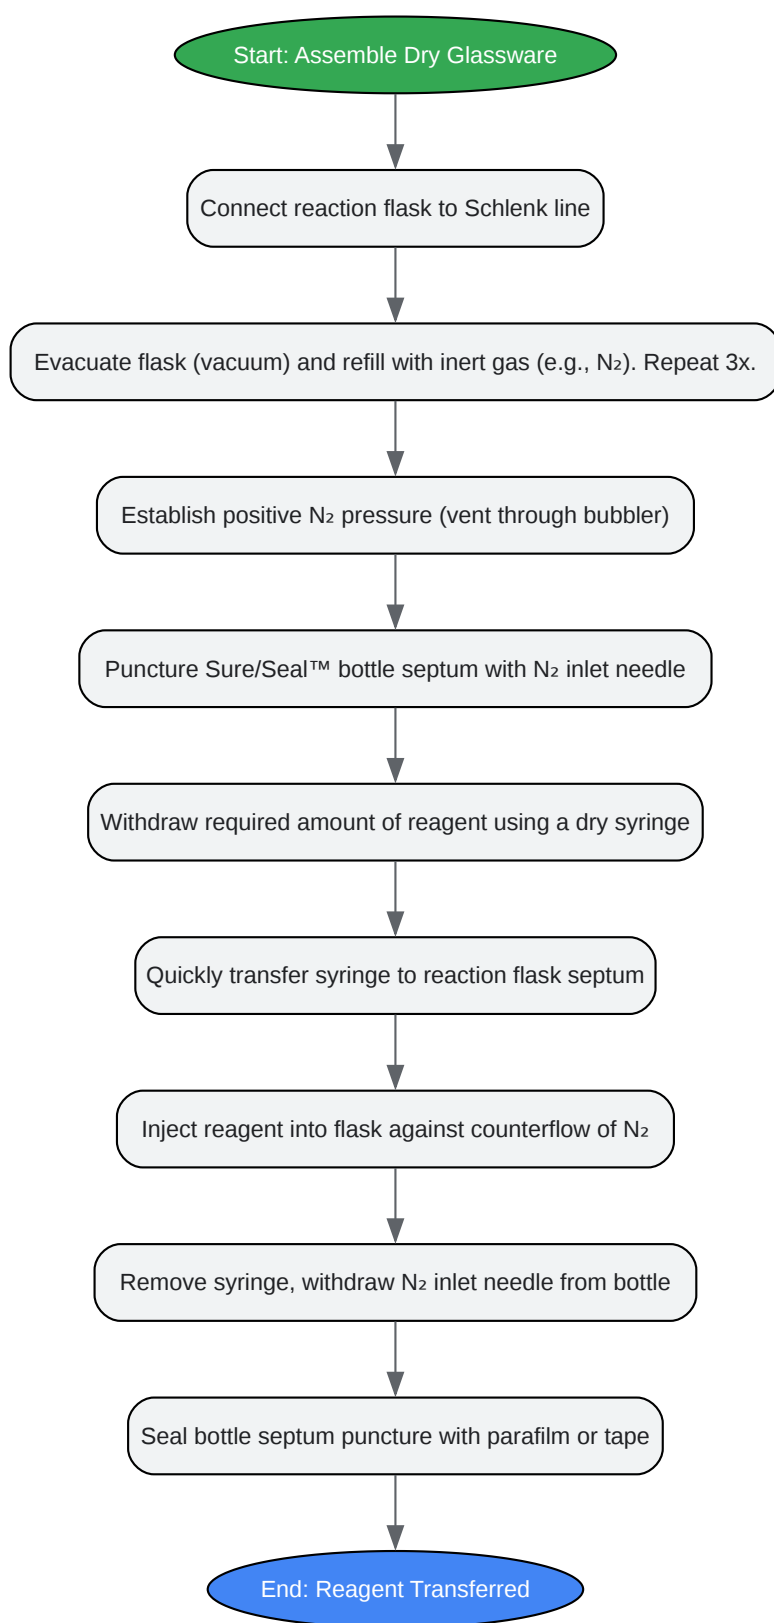 Start: Assemble Dry Glassware
Connect reaction flask to Schlenk line
Evacuate flask (vacuum) and refill with inert gas (e.g., N₂). Repeat 3x.
Establish positive N₂ pressure (vent through bubbler)
Puncture Sure/Seal™ bottle septum with N₂ inlet needle
Withdraw required amount of reagent using a dry syringe
Quickly transfer syringe to reaction flask septum
Inject reagent into flask against counterflow of N₂
Remove syringe, withdraw N₂ inlet needle from bottle
Seal bottle septum puncture with parafilm or tape
End: Reagent Transferred